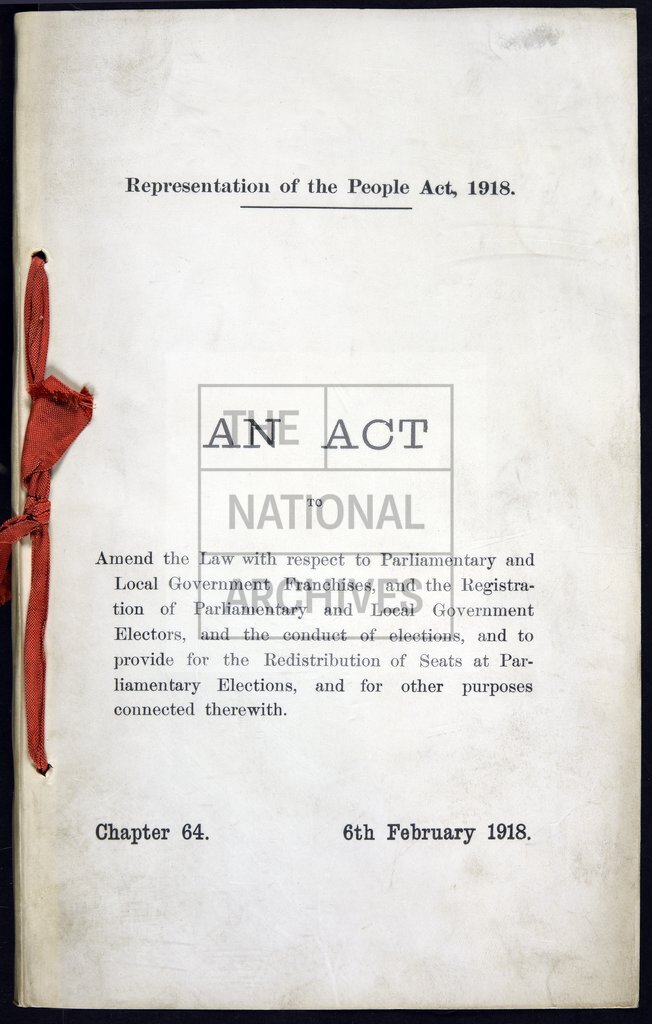 Representation of the People Act, 1918.
AN ACT
THE
TO
NATIONAL
Amend the Law with respect to Parliamentary and
Local Government Franchises, and the Registra-
ARCHIVES
tion of Parliamentary and Local Government
Electors, and the conduct of elections, and to
provide for the Redistribution of Seats at Par-
liamentary Elections, and for other purposes
connected therewith.
Chapter 64. 6th February 1918.